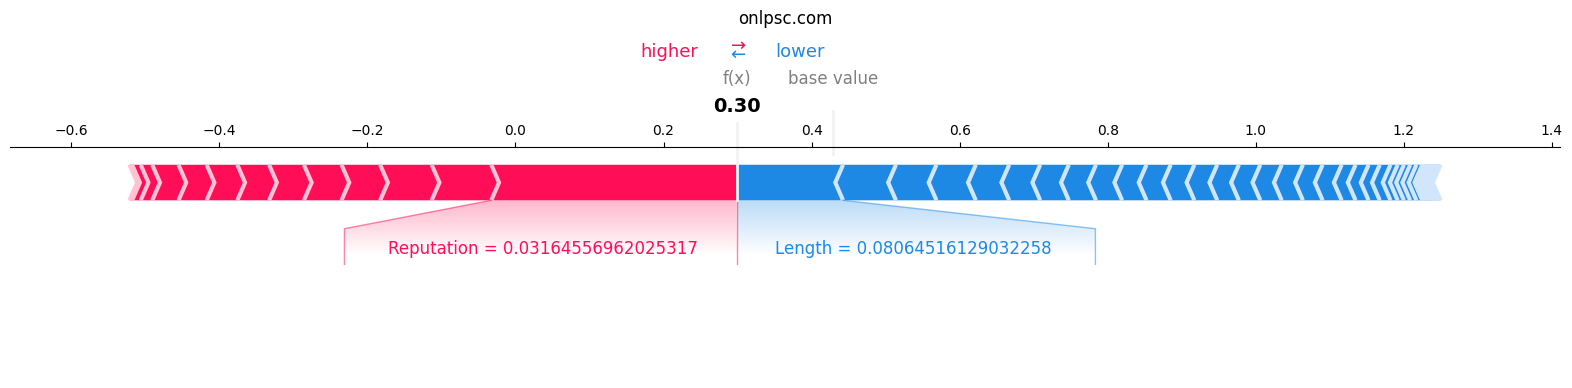 onlpsc.com
higher → ← lower
f(x) base value
0.30
−0.6 −0.4 −0.2 0.0 0.2 0.4 0.6 0.8 1.0 1.2 1.4
Reputation = 0.03164556962025317 Length = 0.08064516129032258